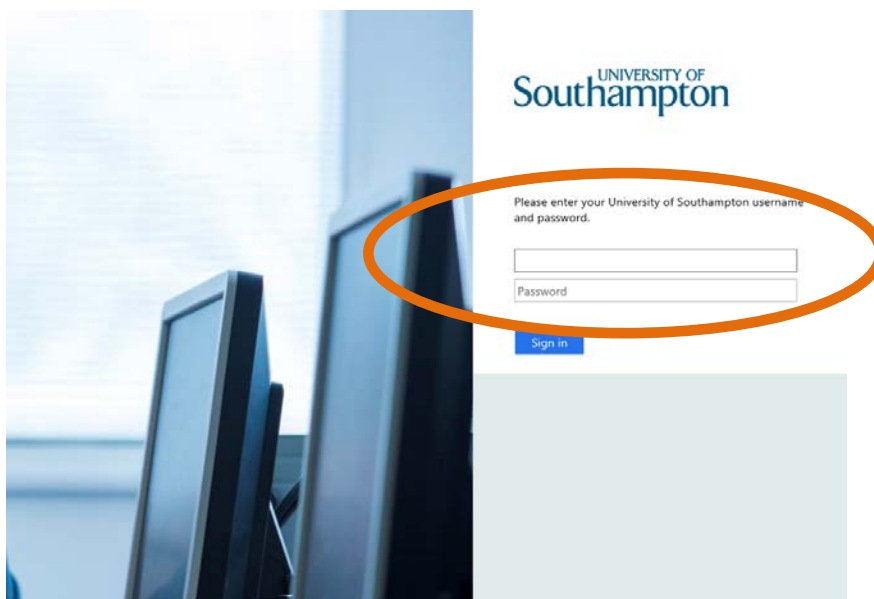 UNIVERSITY OF
Southampton
Please enter your University of Southampton username
and password.
Password
Sign in